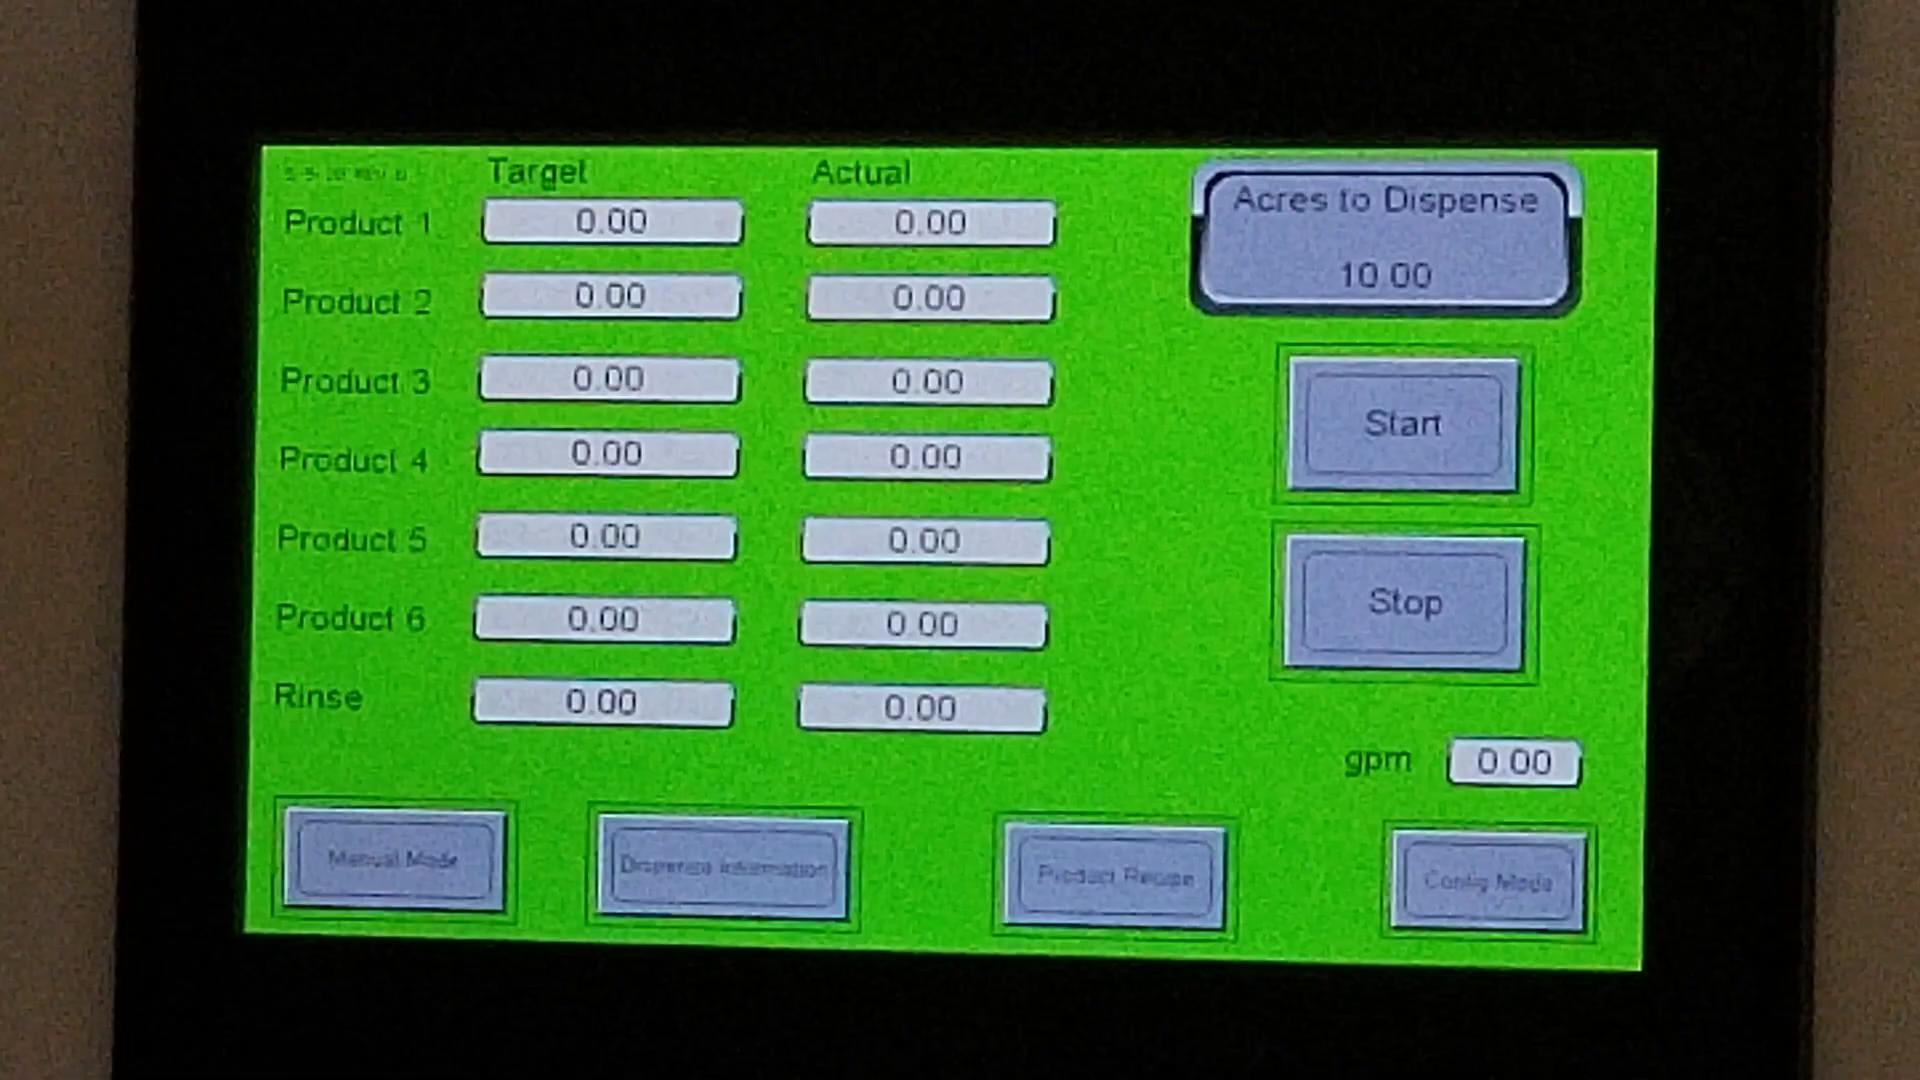 Target Actual
Acres to Dispense
10.00
Product 1 0.00 0.00
Product 2 0.00 0.00
Product 3 0.00 0.00
Start
Product 4 0.00 0.00
Product 5 0.00 0.00
Stop
Product 6 0.00 0.00
Rinse 0.00 0.00
gpm 0.00
Manual Mode
Dispense Information
Product Recipe
Config Mode